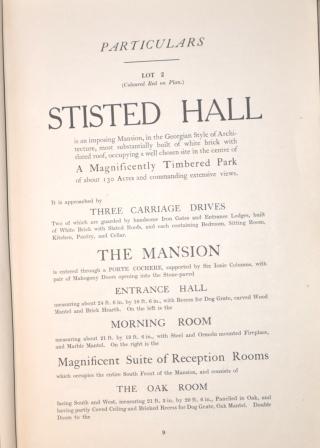 PARTICULARS
LOT 2
(Coloured Red on Plan.)
STISTED HALL
is an imposing Mansion, in the Georgian Style of Archi-
tecture, most substantially built of white brick with
slated roof, occupying a well chosen site in the centre of
A Magnificently Timbered Park
of about 130 Acres and commanding extensive views.
It is approached by
THREE CARRIAGE DRIVES
Two of which are guarded by handsome Iron Gates and Entrance Lodges, built
of White Brick with Slated Roofs, and each containing Bedroom, Sitting Room,
Kitchen, Pantry, and Cellar.
THE MANSION
is entered through a PORTE COCHERE, supported by Six Ionic Columns, with
pair of Mahogany Doors opening into the Stone-paved
ENTRANCE HALL
measuring about 24 ft. 6 in. by 16 ft. 6 in., with Recess for Dog Grate, carved Wood
Mantel and Brick Hearth. On the left is the
MORNING ROOM
measuring about 21 ft. by 19 ft. 6 in., with Steel and Ormolu mounted Fireplace,
and Marble Mantel. On the right is the
Magnificent Suite of Reception Rooms
which occupies the entire South Front of the Mansion, and consists of
THE OAK ROOM
facing South and West, measuring 21 ft. 3 in. by 20 ft. 6 in., Panelled in Oak, and
having partly Coved Ceiling and Bricked Recess for Dog Grate, Oak Mantel. Double
Doors to the
9